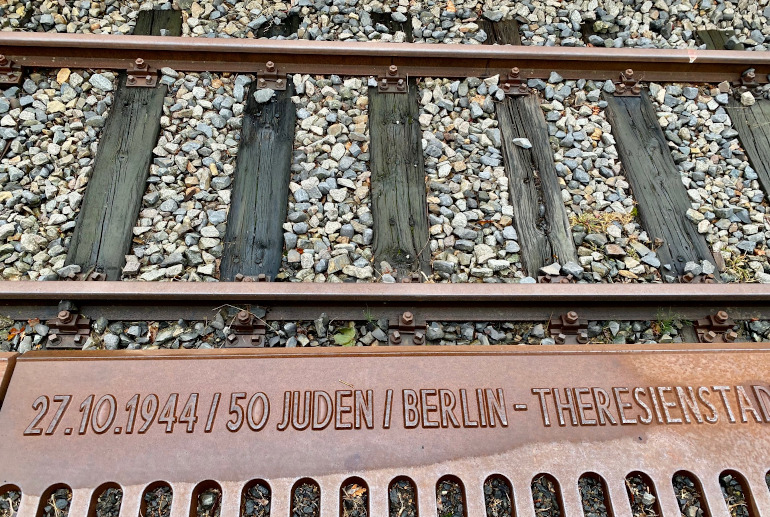 27.10.1944 / 50 JUDEN / BERLIN - THERESIENSTAD